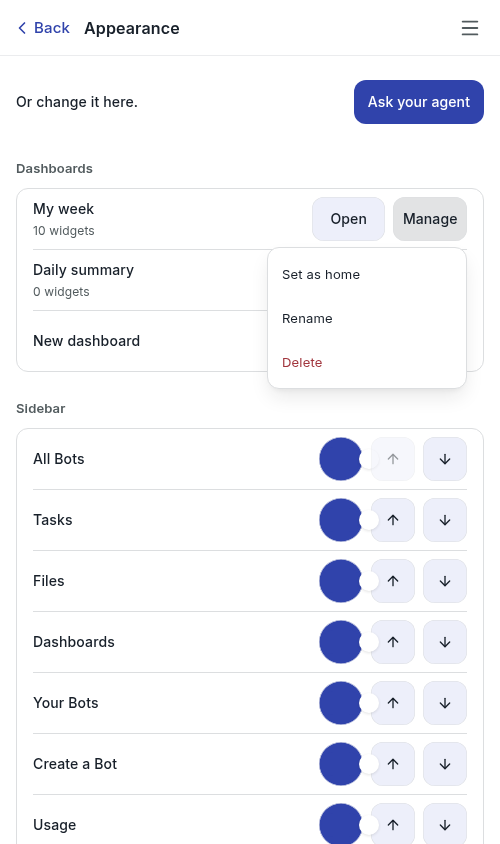 Back Appearance
Or change it here.
Ask your agent
Dashboards
My week
10 widgets
Open
Manage
Daily summary
0 widgets
New dashboard
Set as home
Rename
Delete
Sidebar
All Bots
Tasks
Files
Dashboards
Your Bots
Create a Bot
Usage